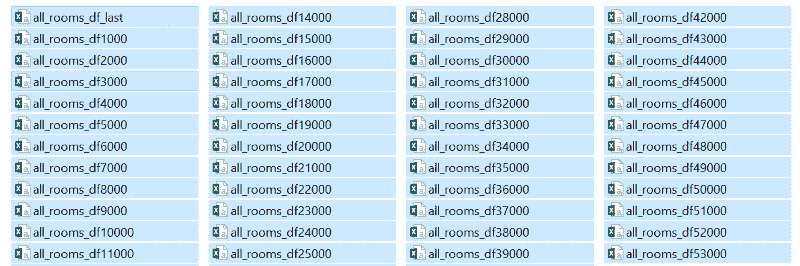 all_rooms_df_last
all_rooms_df1000
all_rooms_df2000
all_rooms_df3000
all_rooms_df4000
all_rooms_df5000
all_rooms_df6000
all_rooms_df7000
all_rooms_df8000
all_rooms_df9000
all_rooms_df10000
all_rooms_df11000
all_rooms_df14000
all_rooms_df15000
all_rooms_df16000
all_rooms_df17000
all_rooms_df18000
all_rooms_df19000
all_rooms_df20000
all_rooms_df21000
all_rooms_df22000
all_rooms_df23000
all_rooms_df24000
all_rooms_df25000
all_rooms_df28000
all_rooms_df29000
all_rooms_df30000
all_rooms_df31000
all_rooms_df32000
all_rooms_df33000
all_rooms_df34000
all_rooms_df35000
all_rooms_df36000
all_rooms_df37000
all_rooms_df38000
all_rooms_df39000
all_rooms_df42000
all_rooms_df43000
all_rooms_df44000
all_rooms_df45000
all_rooms_df46000
all_rooms_df47000
all_rooms_df48000
all_rooms_df49000
all_rooms_df50000
all_rooms_df51000
all_rooms_df52000
all_rooms_df53000